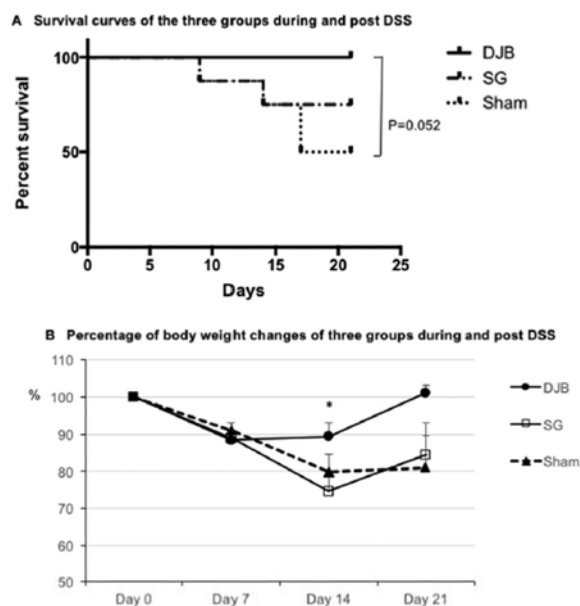 A Survival curves of the three groups during and post DSS
Percent survival
100
50
0
0 5 10 15 20 25
Days
DJB
SG
Sham
P=0.052
B Percentage of body weight changes of three groups during and post DSS
%
110
100
90
80
70
60
50
*
Day 0 Day 7 Day 14 Day 21
DJB
SG
Sham